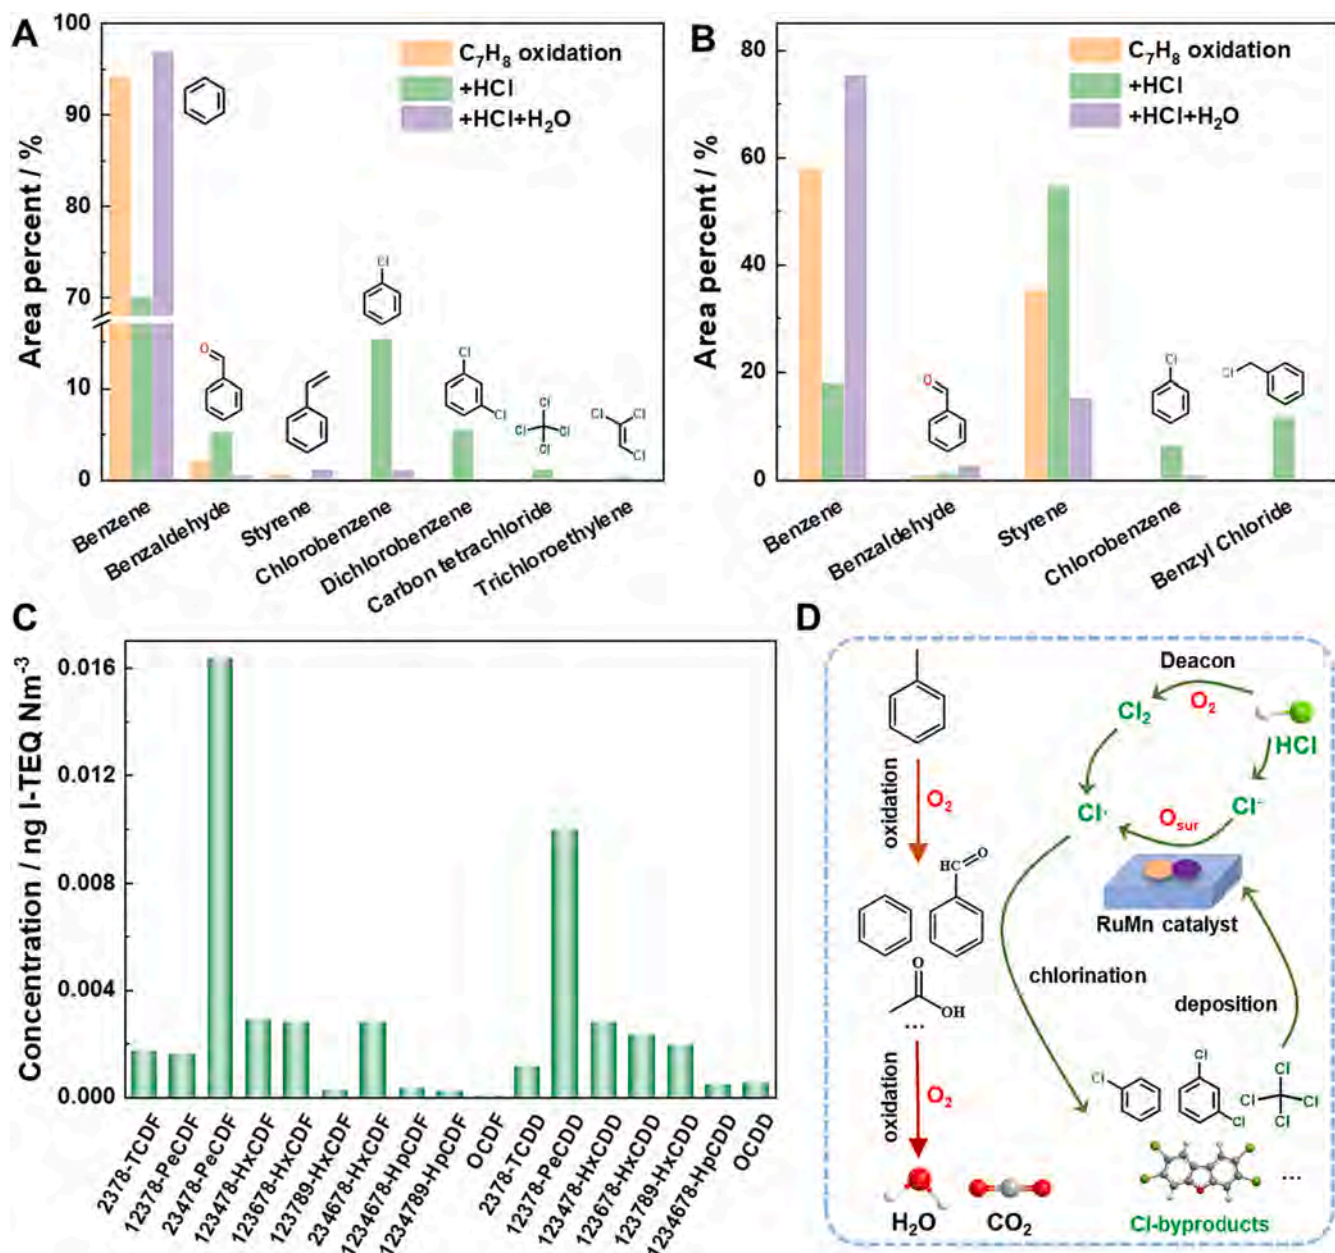 A
Area percent / %
100
90
80
70
10
0
C₇H₈ oxidation
+HCl
+HCl+H₂O
O
Cl
Cl
Cl
Cl
Cl
Cl
Cl
Cl
Cl
Cl
Benzene
Benzaldehyde
Styrene
Chlorobenzene
Dichlorobenzene
Carbon tetrachloride
Trichloroethylene
B
Area percent / %
80
60
40
20
0
C₇H₈ oxidation
+HCl
+HCl+H₂O
O
Cl
Cl
Benzene
Benzaldehyde
Styrene
Chlorobenzene
Benzyl Chloride
C
Concentration / ng I-TEQ Nm⁻³
0.016
0.012
0.008
0.004
0.000
2378-TCDF
12378-PeCDF
23478-PeCDF
123478-HxCDF
123678-HxCDF
123789-HxCDF
234678-HxCDF
1234678-HpCDF
1234789-HpCDF
OCDF
2378-TCDD
12378-PeCDD
123478-HxCDD
123678-HxCDD
123789-HxCDD
1234678-HpCDD
OCDD
D
oxidation
O₂
HC
O
O
OH
...
oxidation
O₂
H₂O
CO₂
Deacon
O₂
Cl₂
HCl
Cl·
O_sur
Cl⁻
RuMn catalyst
chlorination
deposition
Cl
Cl
Cl
Cl
Cl
Cl
Cl
...
Cl-byproducts